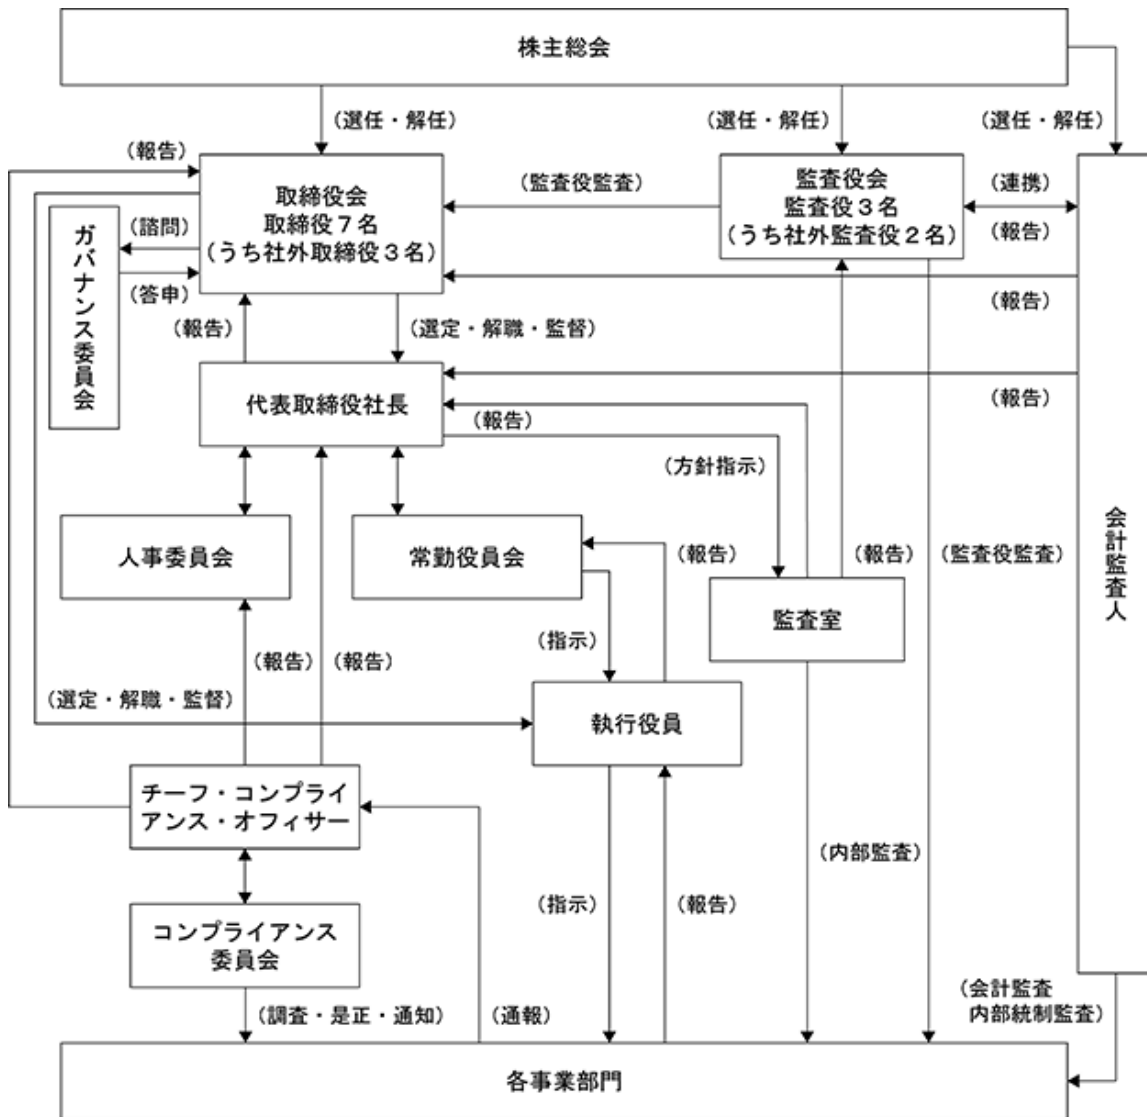 株主総会
（選任・解任）
（選任・解任）
（選任・解任）
（報告）
取締役会
取締役７名
（うち社外取締役３名）
（監査役監査）
監査役会
監査役３名
（うち社外監査役２名）
（連携）
（報告）
ガバナンス委員会
（諮問）
（答申）
（報告）
（選定・解職・監督）
（報告）
代表取締役社長
（報告）
（報告）
（方針指示）
人事委員会
常勤役員会
（報告）
（報告）
（監査役監査）
会計監査人
監査室
（指示）
（報告）
（報告）
（選定・解職・監督）
執行役員
チーフ・コンプライ
アンス・オフィサー
（内部監査）
（指示）
（報告）
コンプライアンス
委員会
（調査・是正・通知）
（通報）
（会計監査
内部統制監査）
各事業部門